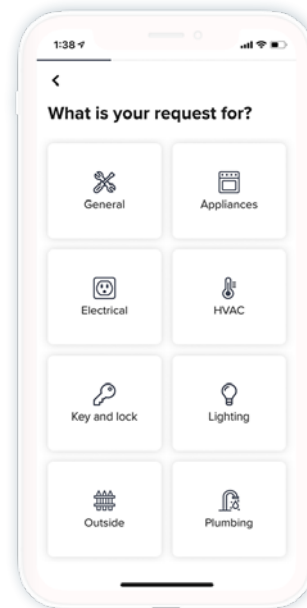 1:38
What is your request for?
General
Appliances
Electrical
HVAC
Key and lock
Lighting
Outside
Plumbing